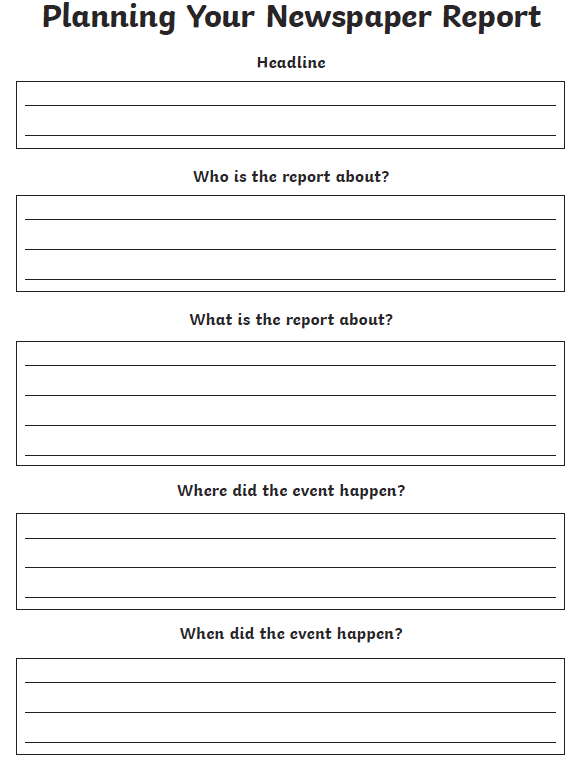 Planning Your Newspaper Report
Headline
Who is the report about?
What is the report about?
Where did the event happen?
When did the event happen?